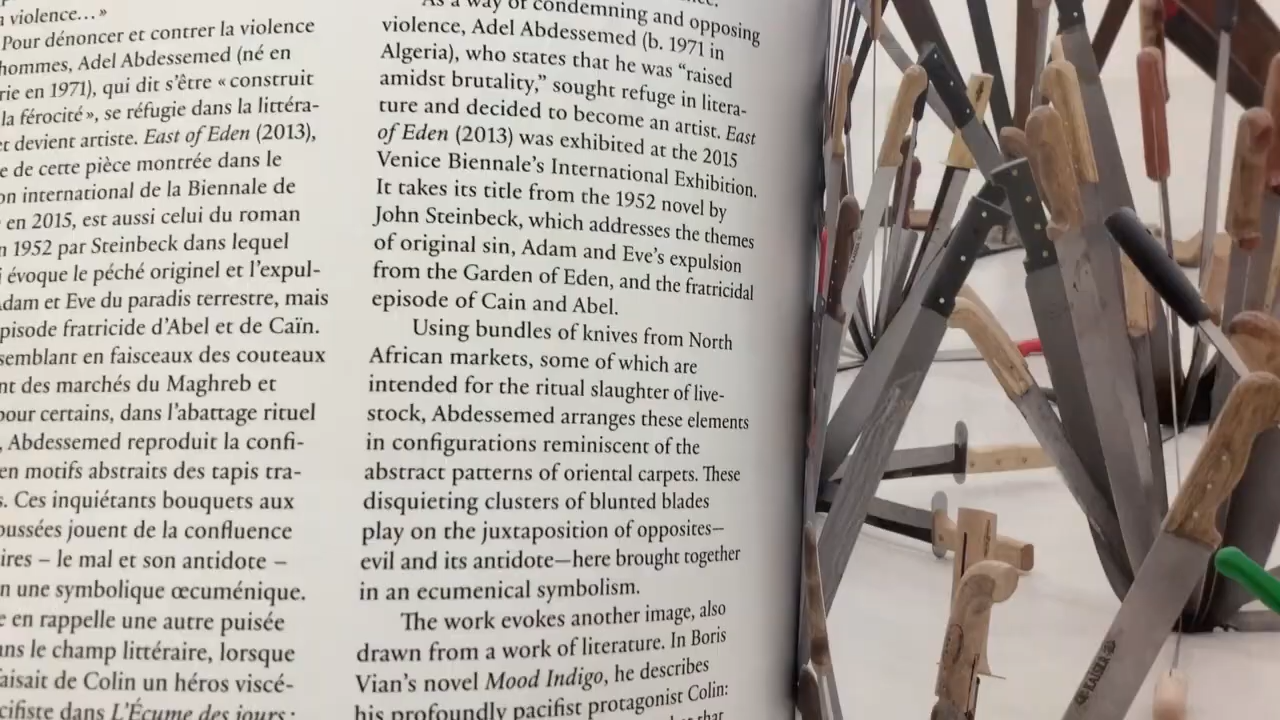 violence… »
Pour dénoncer et contrer la violence
hommes, Adel Abdessemed (né en
rie en 1971), qui dit s'être « construit
la férocité », se réfugie dans la littéra-
et devient artiste. East of Eden (2013),
e de cette pièce montrée dans le
on international de la Biennale de
en 2015, est aussi celui du roman
n 1952 par Steinbeck dans lequel
i évoque le péché originel et l'expul-
dam et Eve du paradis terrestre, mais
pisode fratricide d'Abel et de Caïn.
semblant en faisceaux des couteaux
nt des marchés du Maghreb et
pour certains, dans l'abattage rituel
, Abdessemed reproduit la confi-
en motifs abstraits des tapis tra-
s. Ces inquiétants bouquets aux
oussées jouent de la confluence
ires – le mal et son antidote –
n une symbolique œcuménique.
e en rappelle une autre puisée
ans le champ littéraire, lorsque
aisait de Colin un héros viscé-
cifiste dans L'Écume des jours :
As a way of condemning and opposing
violence, Adel Abdessemed (b. 1971 in
Algeria), who states that he was “raised
amidst brutality,” sought refuge in litera-
ture and decided to become an artist. East
of Eden (2013) was exhibited at the 2015
Venice Biennale's International Exhibition.
It takes its title from the 1952 novel by
John Steinbeck, which addresses the themes
of original sin, Adam and Eve's expulsion
from the Garden of Eden, and the fratricidal
episode of Cain and Abel.
Using bundles of knives from North
African markets, some of which are
intended for the ritual slaughter of live-
stock, Abdessemed arranges these elements
in configurations reminiscent of the
abstract patterns of oriental carpets. These
disquieting clusters of blunted blades
play on the juxtaposition of opposites—
evil and its antidote—here brought together
in an ecumenical symbolism.
The work evokes another image, also
drawn from a work of literature. In Boris
Vian's novel Mood Indigo, he describes
his profoundly pacifist protagonist Colin:
that